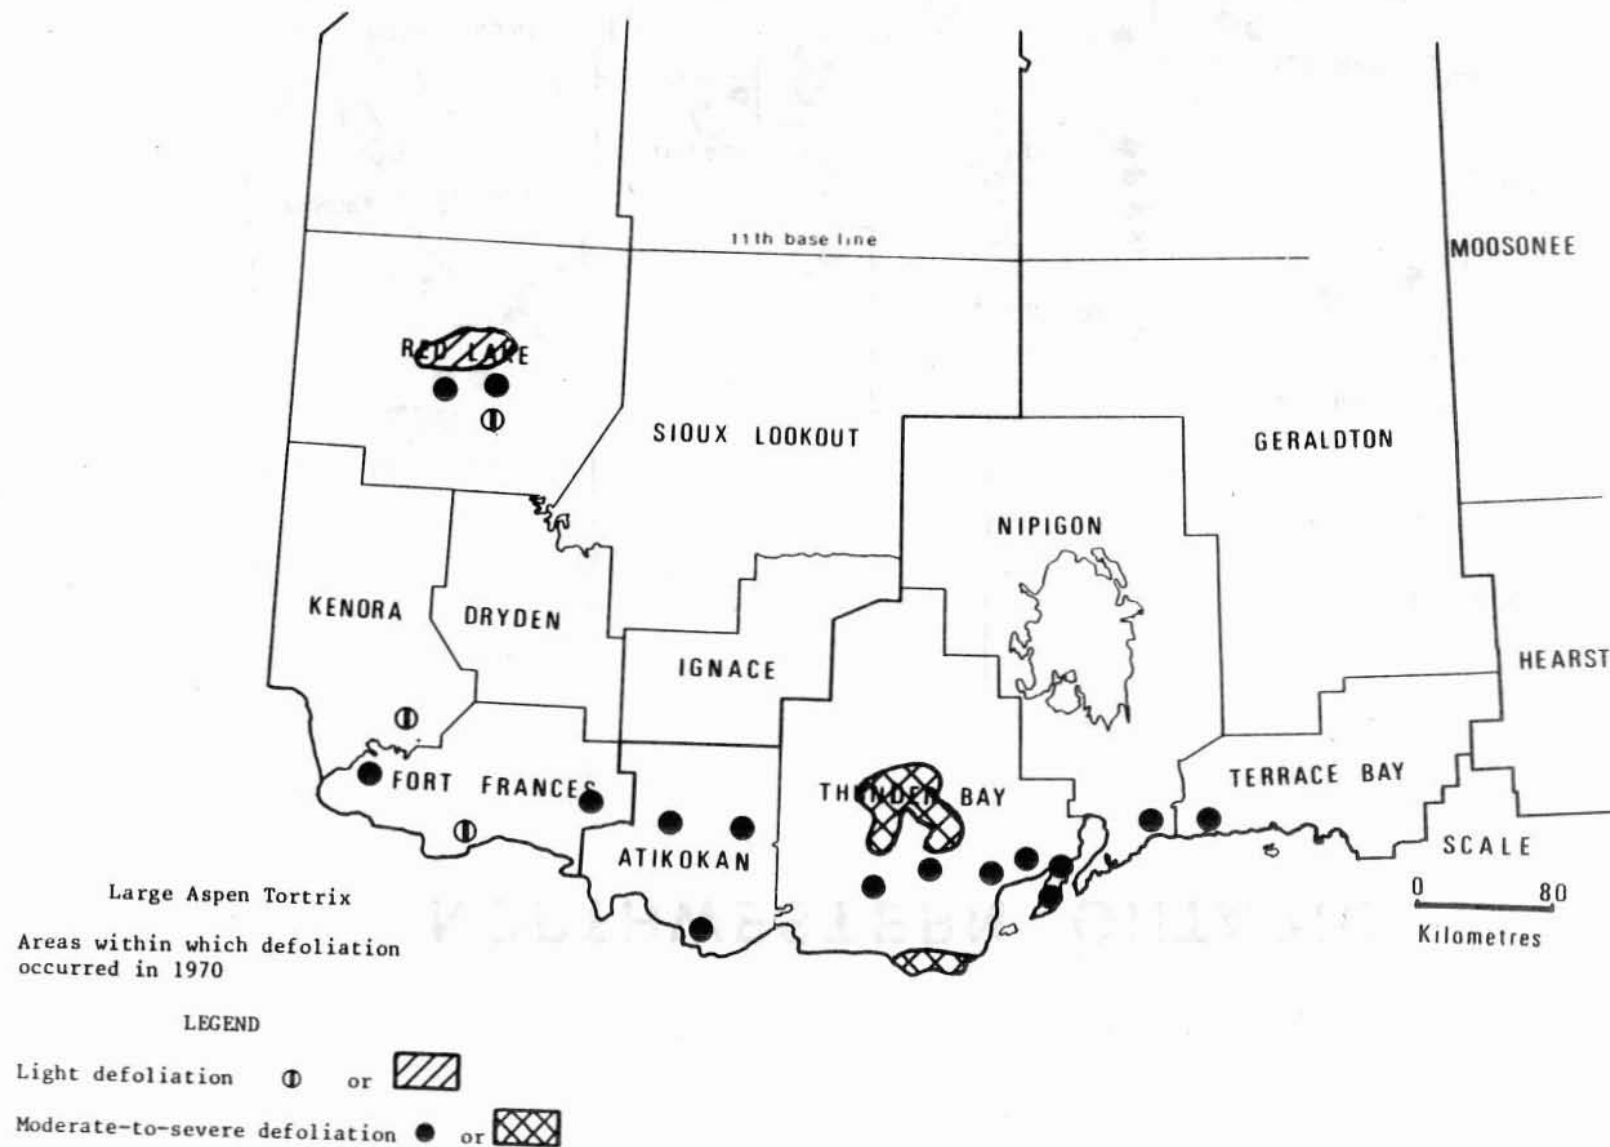 11th base line
MOOSONEE
RED LAKE
SIOUX LOOKOUT
GERALDTON
NIPIGON
KENORA
DRYDEN
IGNACE
HEARST
FORT FRANCES
THUNDER BAY
TERRACE BAY
ATIKOKAN
SCALE
0 80
Kilometres
Large Aspen Tortrix
Areas within which defoliation
occurred in 1970
LEGEND
Light defoliation or
Moderate-to-severe defoliation or